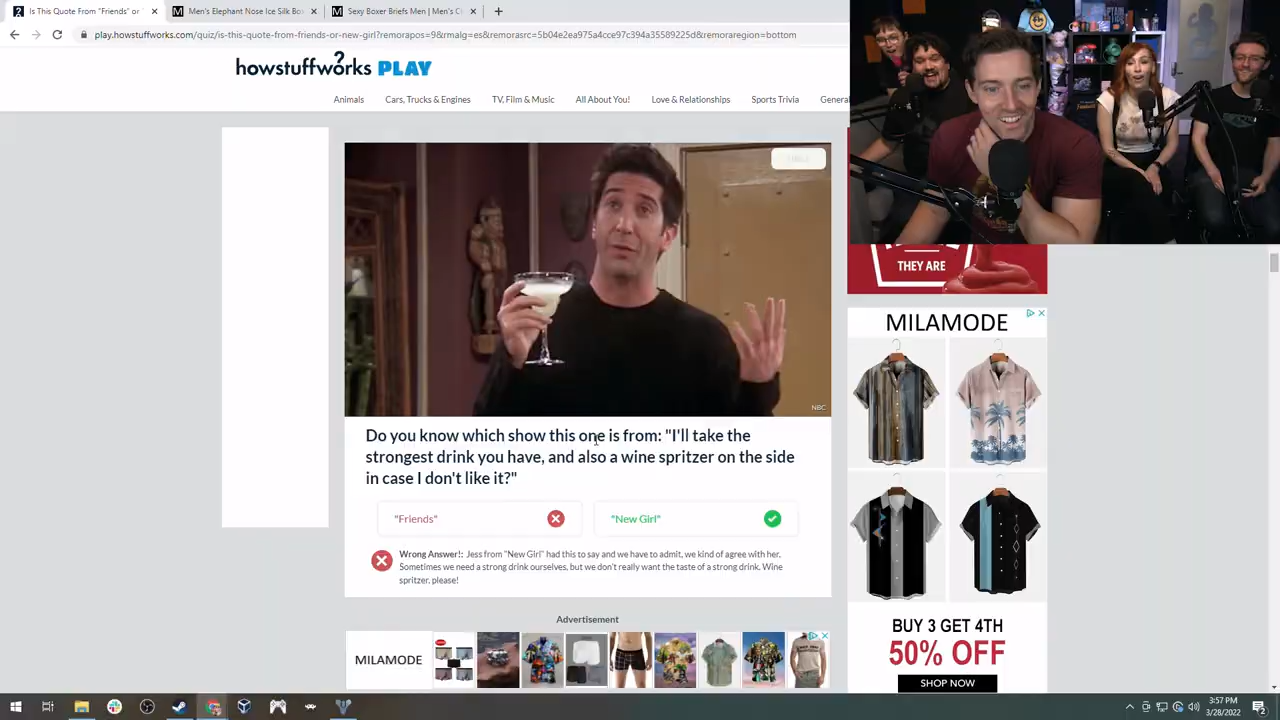 Is This Quote From "Friends" or "
Men's Elephant Nose Ice Silk Bo
Sexy Boxer Briefs Men | Men's C
play.howstuffworks.com/quiz/is-this-quote-from-friends-or-new-girl?remorapos=9&rmalg=es&remorasrc=5b04e2ea975a4cce97c394a35589225d&remoraregion=bottom
howstuffworks PLAY
Animals
Cars, Trucks & Engines
TV, Film & Music
All About You!
Love & Relationships
Sports Trivia
General
THEY ARE
NBC
Do you know which show this one is from: "I'll take the
strongest drink you have, and also a wine spritzer on the side
in case I don't like it?"
"Friends"
"New Girl"
Wrong Answer!: Jess from "New Girl" had this to say and we have to admit, we kind of agree with her.
Sometimes we need a strong drink ourselves, but we don't really want the taste of a strong drink. Wine
spritzer, please!
Advertisement
MILAMODE
MILAMODE
BUY 3 GET 4TH
50% OFF
SHOP NOW
3:57 PM
3/28/2022